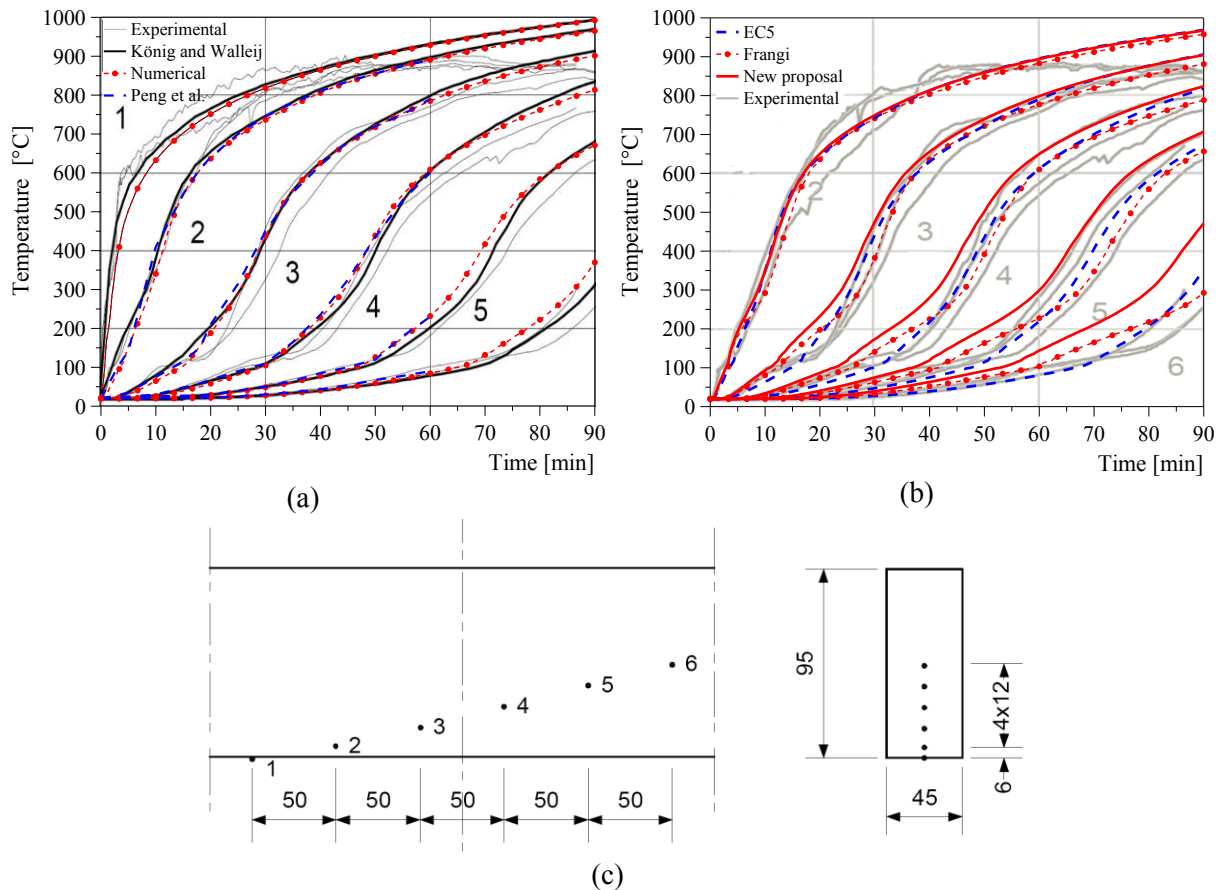 1000
900
800
700
600
500
400
300
200
100
0
Temperature [°C]
Experimental
König and Walleij
Numerical
Peng et al.
1
2
3
4
5
0 10 20 30 40 50 60 70 80 90
Time [min]
(a)
1000
900
800
700
600
500
400
300
200
100
0
Temperature [°C]
EC5
Frangi
New proposal
Experimental
2
3
4
5
6
0 10 20 30 40 50 60 70 80 90
Time [min]
(b)
1
2
3
4
5
6
50 50 50 50 50
95
4x12
6
45
(c)